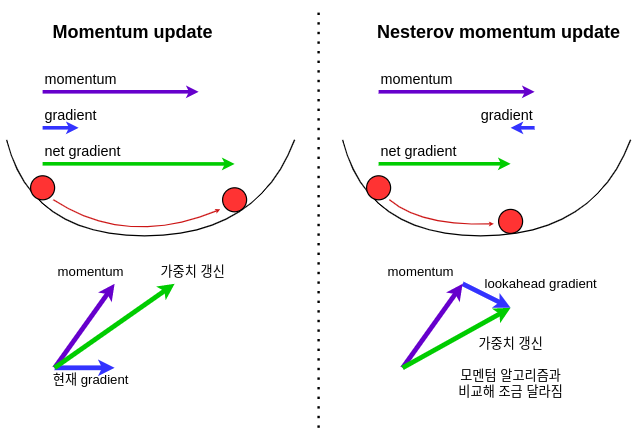 Momentum update
momentum
gradient
net gradient
momentum
가중치 갱신
현재 gradient
Nesterov momentum update
momentum
gradient
net gradient
momentum
lookahead gradient
가중치 갱신
모멘텀 알고리즘과
비교해 조금 달라짐